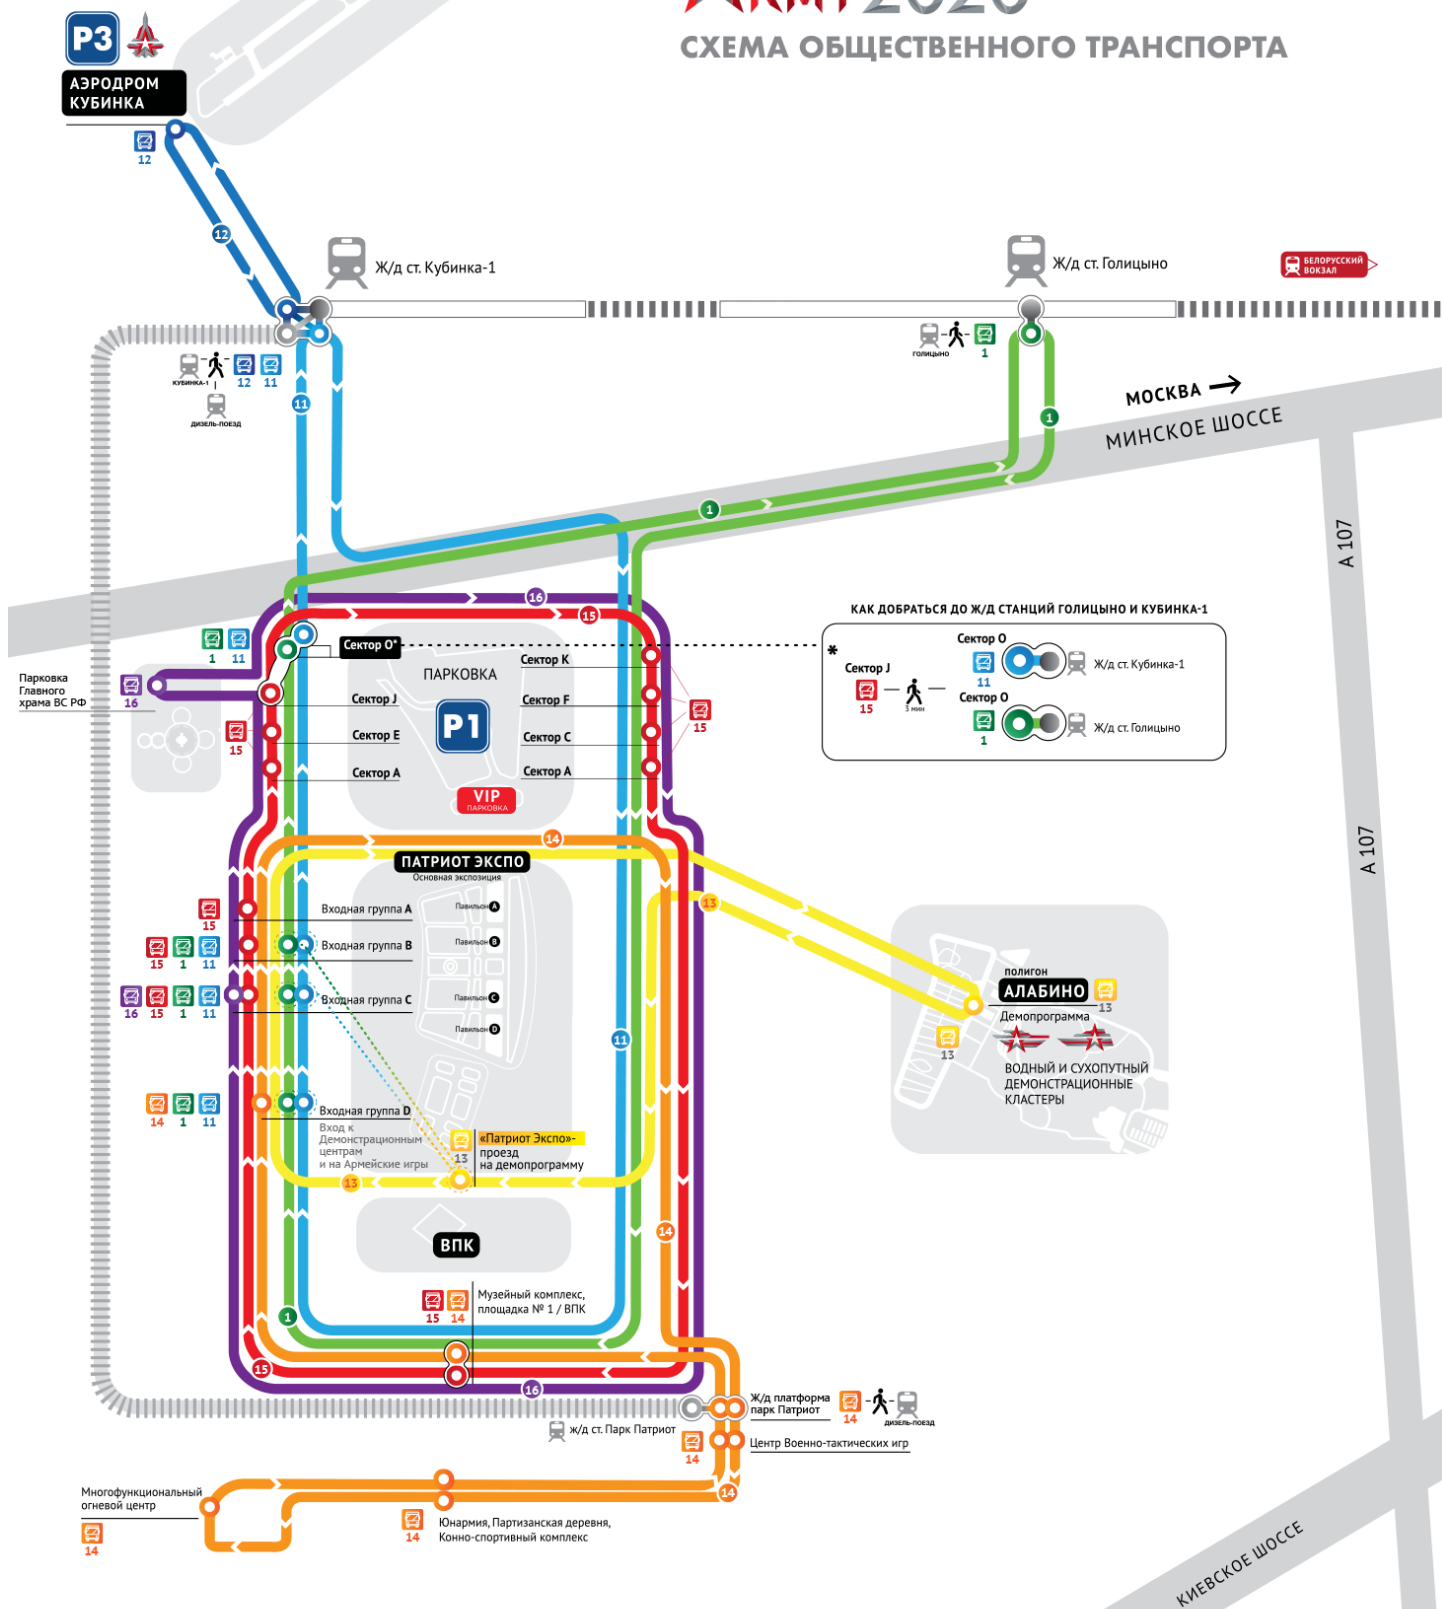 АРМИЯ 2020
СХЕМА ОБЩЕСТВЕННОГО ТРАНСПОРТА
P3
АЭРОДРОМ
КУБИНКА
12
12
Ж/д ст. Кубинка-1
Ж/д ст. Голицыно
БЕЛОРУССКИЙ
ВОКЗАЛ
ГОЛИЦЫНО
1
КУБИНКА-1
12
11
ДИЗЕЛЬ-ПОЕЗД
11
1
МОСКВА
МИНСКОЕ ШОССЕ
1
А 107
А 107
16
15
КАК ДОБРАТЬСЯ ДО Ж/Д СТАНЦИЙ ГОЛИЦЫНО И КУБИНКА-1
*
Сектор J
15
3 мин
Сектор O
11
Ж/д ст. Кубинка-1
Сектор O
1
Ж/д ст. Голицыно
1
11
Сектор O*
ПАРКОВКА
P1
VIP
ПАРКОВКА
Сектор J
Сектор E
Сектор A
Сектор K
Сектор F
Сектор C
Сектор A
15
15
Парковка
Главного
храма ВС РФ
16
14
ПАТРИОТ ЭКСПО
Основная экспозиция
13
Входная группа A
15
Павильон A
Входная группа B
15
1
11
Павильон B
Входная группа C
16
15
1
11
Павильон C
Павильон D
11
полигон
АЛАБИНО
13
Демопрограмма
13
ВОДНЫЙ И СУХОПУТНЫЙ
ДЕМОНСТРАЦИОННЫЕ
КЛАСТЕРЫ
14
1
11
Входная группа D
Вход к
Демонстрационным
центрам
и на Армейские игры
13
«Патриот Экспо»-
проезд
на демопрограмму
13
14
ВПК
15
14
Музейный комплекс,
площадка № 1 / ВПК
1
15
16
Ж/д платформа
парк Патриот
14
ДИЗЕЛЬ-ПОЕЗД
ж/д ст. Парк Патриот
14
Центр Военно-тактических игр
14
Многофункциональный
огневой центр
14
14
Юнармия, Партизанская деревня,
Конно-спортивный комплекс
КИЕВСКОЕ ШОССЕ